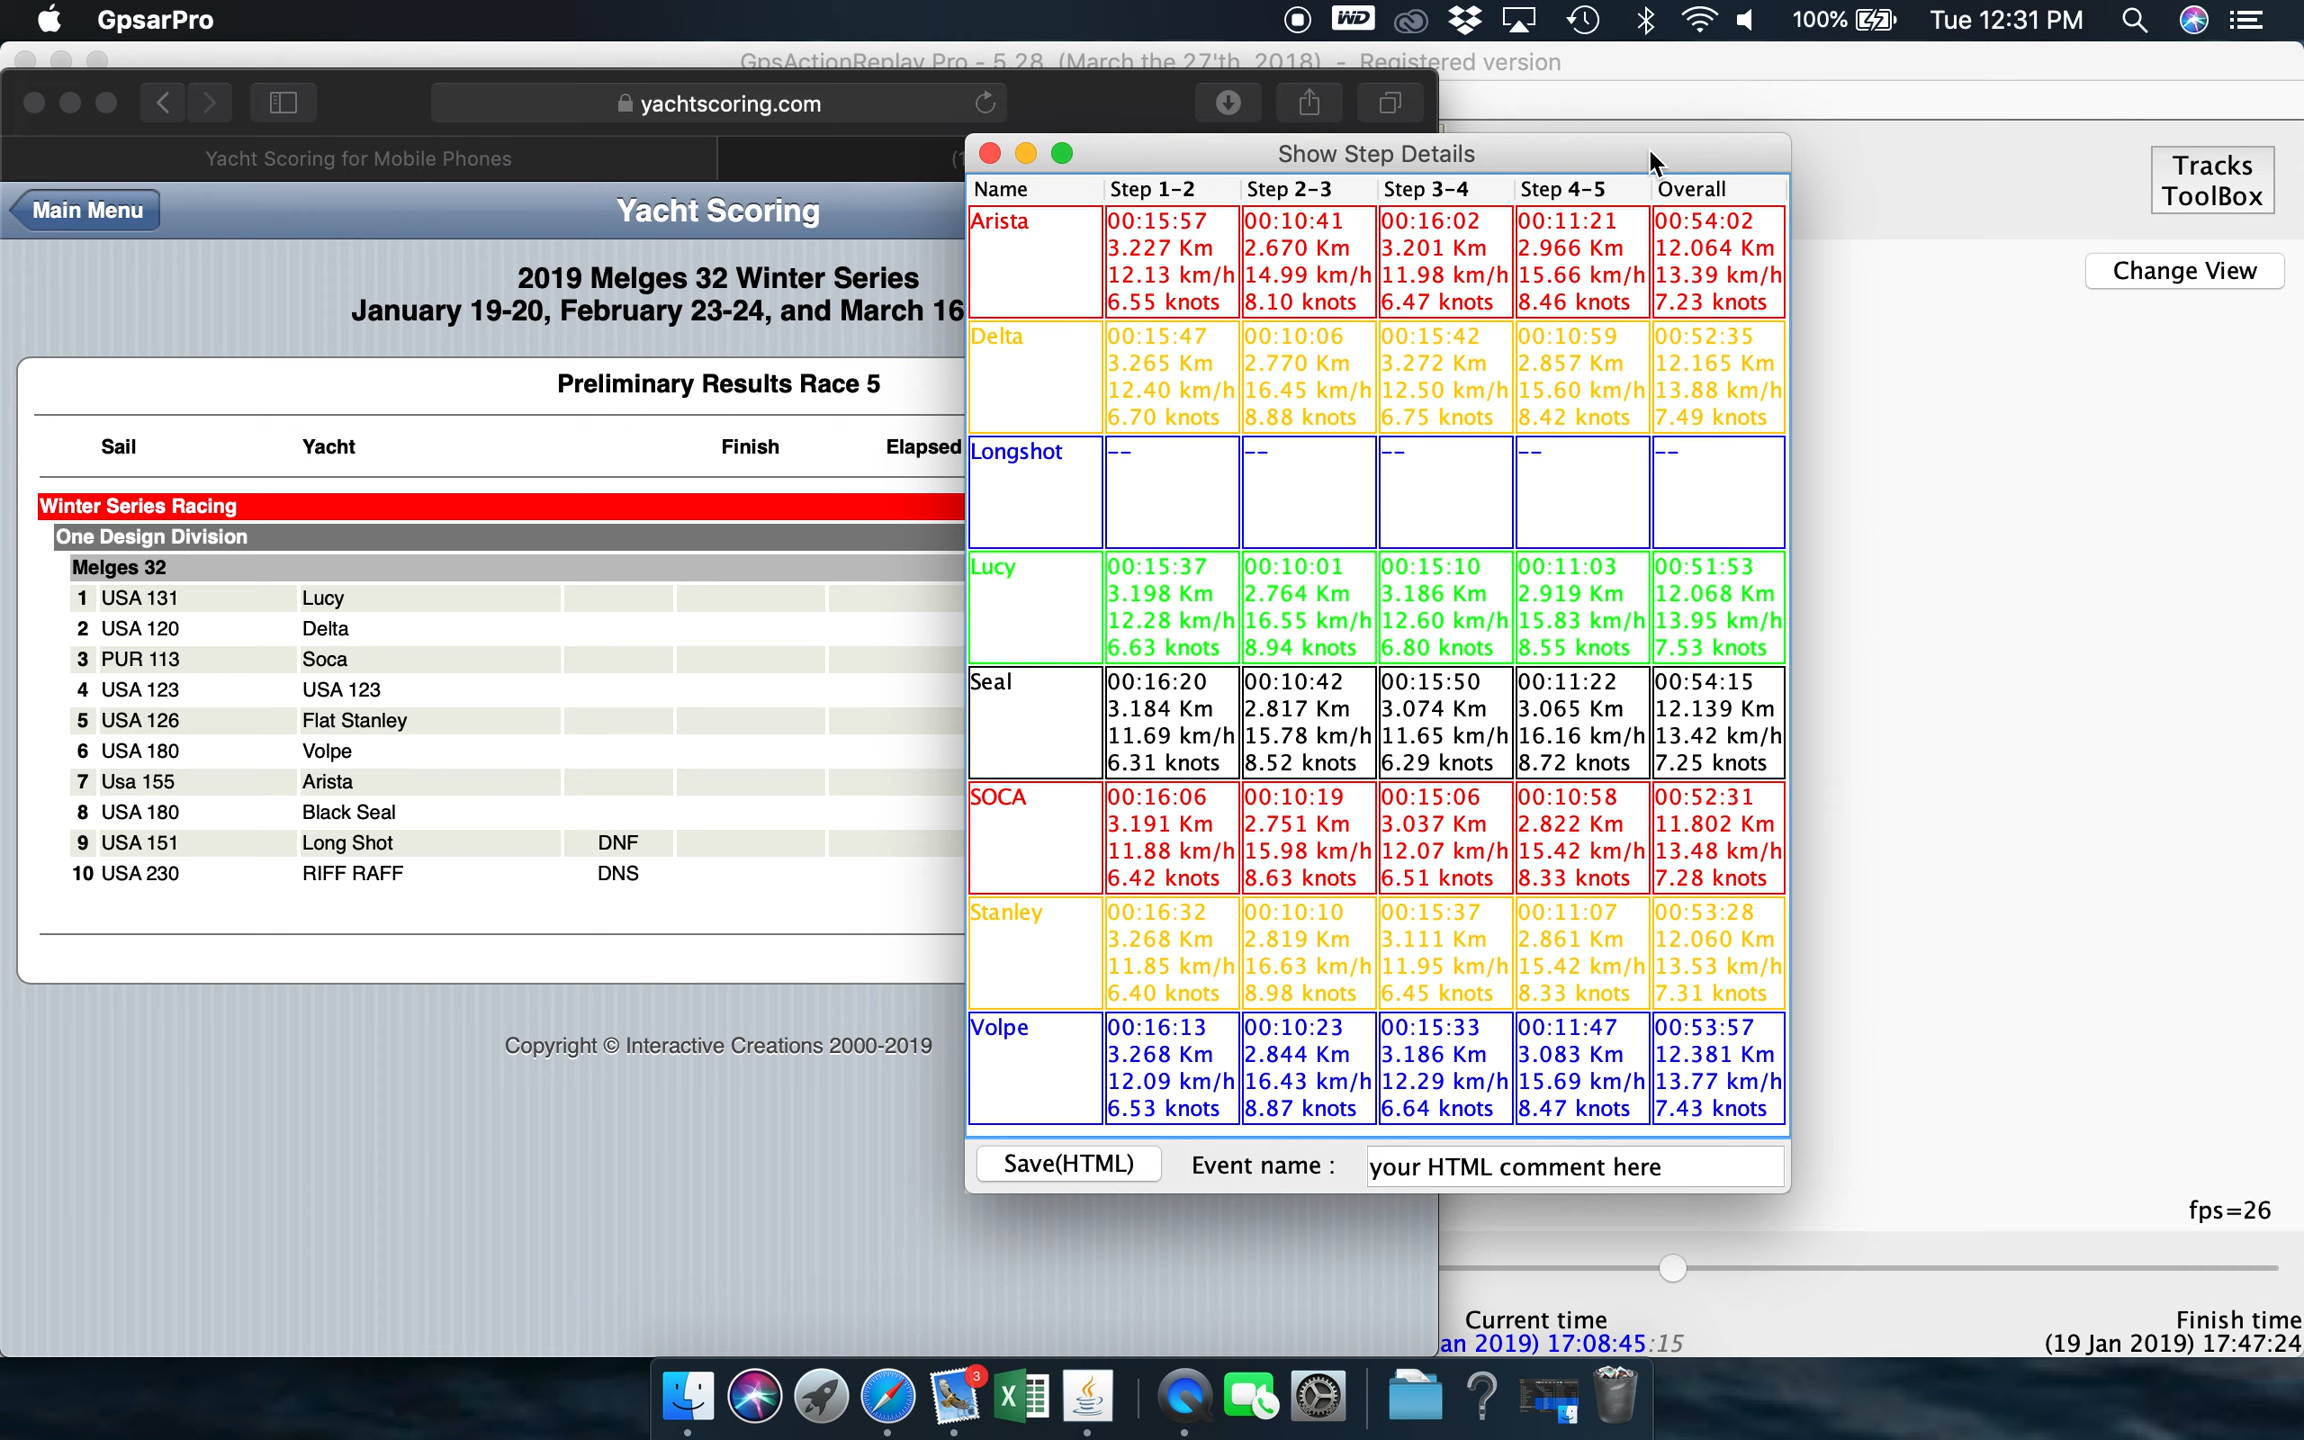 GpsarPro
WD
100%
Tue 12:31 PM
GpsActionReplay Pro - 5.28 (March the 27'th 2018) - Registered version
yachtscoring.com
Yacht Scoring for Mobile Phones
(1
Main Menu
Yacht Scoring
2019 Melges 32 Winter Series
January 19-20, February 23-24, and March 16
Preliminary Results Race 5
Sail Yacht Finish Elapsed
Winter Series Racing
One Design Division
Melges 32
1 USA 131 Lucy
2 USA 120 Delta
3 PUR 113 Soca
4 USA 123 USA 123
5 USA 126 Flat Stanley
6 USA 180 Volpe
7 Usa 155 Arista
8 USA 180 Black Seal
9 USA 151 Long Shot DNF
10 USA 230 RIFF RAFF DNS
Copyright © Interactive Creations 2000-2019
Show Step Details
Name Step 1-2 Step 2-3 Step 3-4 Step 4-5 Overall
Arista 00:15:57 00:10:41 00:16:02 00:11:21 00:54:02
3.227 Km 2.670 Km 3.201 Km 2.966 Km 12.064 Km
12.13 km/h 14.99 km/h 11.98 km/h 15.66 km/h 13.39 km/h
6.55 knots 8.10 knots 6.47 knots 8.46 knots 7.23 knots
Delta 00:15:47 00:10:06 00:15:42 00:10:59 00:52:35
3.265 Km 2.770 Km 3.272 Km 2.857 Km 12.165 Km
12.40 km/h 16.45 km/h 12.50 km/h 15.60 km/h 13.88 km/h
6.70 knots 8.88 knots 6.75 knots 8.42 knots 7.49 knots
Longshot -- -- -- -- --
Lucy 00:15:37 00:10:01 00:15:10 00:11:03 00:51:53
3.198 Km 2.764 Km 3.186 Km 2.919 Km 12.068 Km
12.28 km/h 16.55 km/h 12.60 km/h 15.83 km/h 13.95 km/h
6.63 knots 8.94 knots 6.80 knots 8.55 knots 7.53 knots
Seal 00:16:20 00:10:42 00:15:50 00:11:22 00:54:15
3.184 Km 2.817 Km 3.074 Km 3.065 Km 12.139 Km
11.69 km/h 15.78 km/h 11.65 km/h 16.16 km/h 13.42 km/h
6.31 knots 8.52 knots 6.29 knots 8.72 knots 7.25 knots
SOCA 00:16:06 00:10:19 00:15:06 00:10:58 00:52:31
3.191 Km 2.751 Km 3.037 Km 2.822 Km 11.802 Km
11.88 km/h 15.98 km/h 12.07 km/h 15.42 km/h 13.48 km/h
6.42 knots 8.63 knots 6.51 knots 8.33 knots 7.28 knots
Stanley 00:16:32 00:10:10 00:15:37 00:11:07 00:53:28
3.268 Km 2.819 Km 3.111 Km 2.861 Km 12.060 Km
11.85 km/h 16.63 km/h 11.95 km/h 15.42 km/h 13.53 km/h
6.40 knots 8.98 knots 6.45 knots 8.33 knots 7.31 knots
Volpe 00:16:13 00:10:23 00:15:33 00:11:47 00:53:57
3.268 Km 2.844 Km 3.186 Km 3.083 Km 12.381 Km
12.09 km/h 16.43 km/h 12.29 km/h 15.69 km/h 13.77 km/h
6.53 knots 8.87 knots 6.64 knots 8.47 knots 7.43 knots
Save(HTML) Event name : your HTML comment here
Tracks
ToolBox
Change View
fps=26
Current time
an 2019) 17:08:45:15
Finish time
(19 Jan 2019) 17:47:24
3